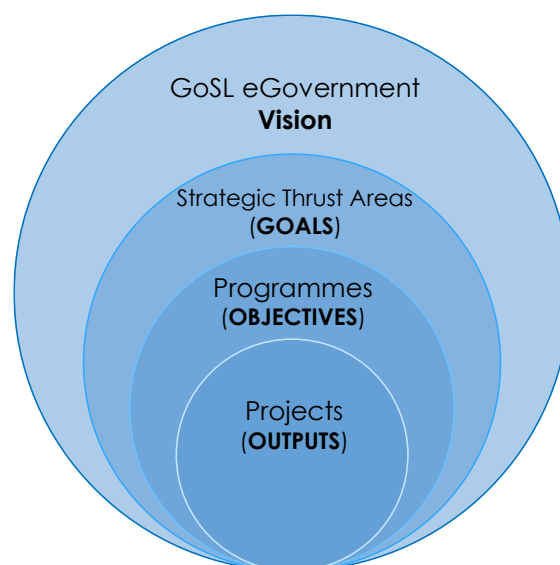 GoSL eGovernment
Vision
Strategic Thrust Areas
(GOALS)
Programmes
(OBJECTIVES)
Projects
(OUTPUTS)